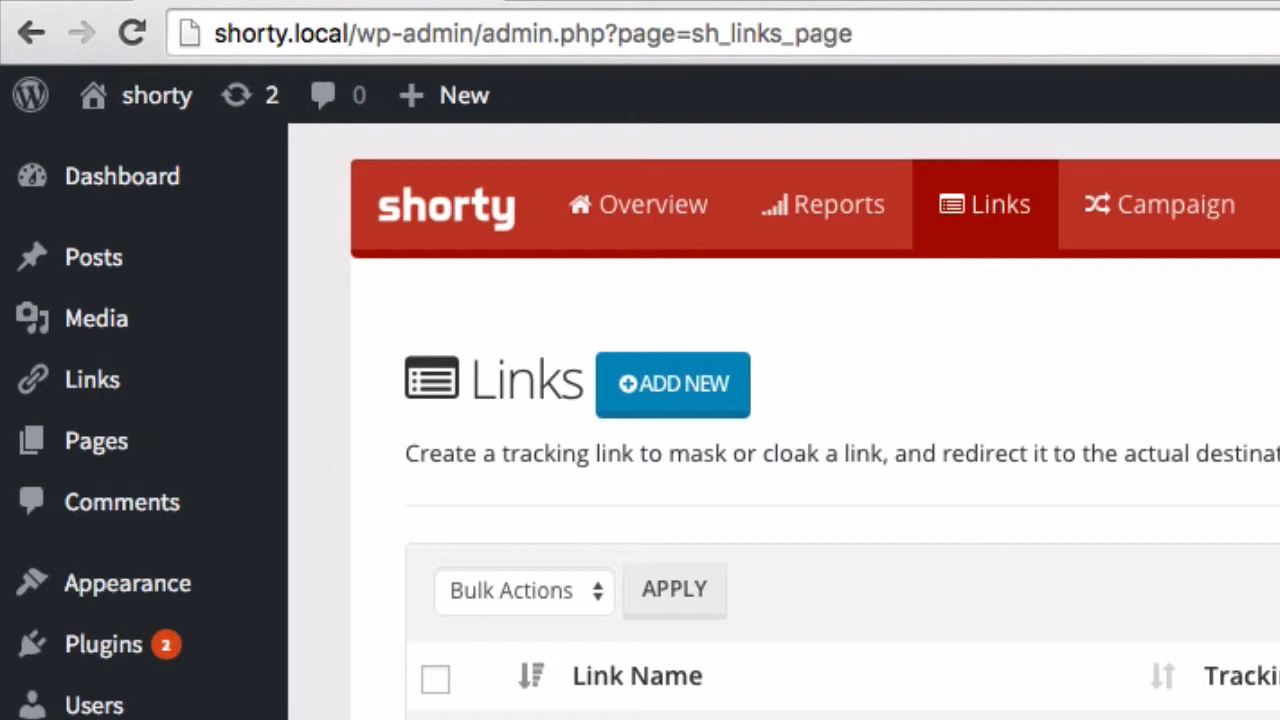 shorty.local/wp-admin/admin.php?page=sh_links_page
shorty 2 0 New
Dashboard
Posts
Media
Links
Pages
Comments
Appearance
Plugins 2
Users
shorty Overview Reports Links Campaign
Links ADD NEW
Create a tracking link to mask or cloak a link, and redirect it to the actual destinat
Bulk Actions APPLY
Link Name Tracki